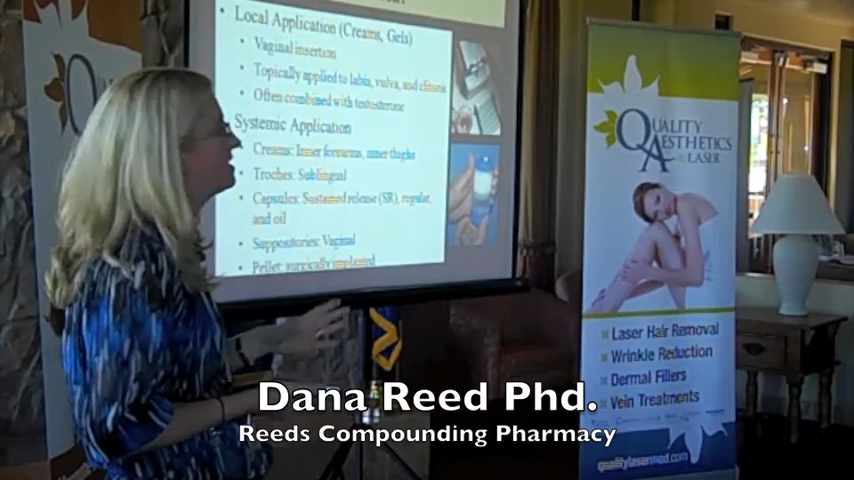 • Local Application (Creams, Gels)
• Vaginal insertion
• Topically applied to labia, vulva, and clitoris
• Often combined with testosterone
Systemic Application
Creams: Inner forearms, inner thighs
• Troches: Sublingual
• Capsules: Sustained release (SR), regular,
and oil
• Suppositories: Vaginal
• Pellet: surgically implanted
QUALITY
AESTHETICS
& LASER
Laser Hair Removal
Wrinkle Reduction
Dermal Fillers
Vein Treatments
qualitylasermed.com
Dana Reed Phd.
Reeds Compounding Pharmacy